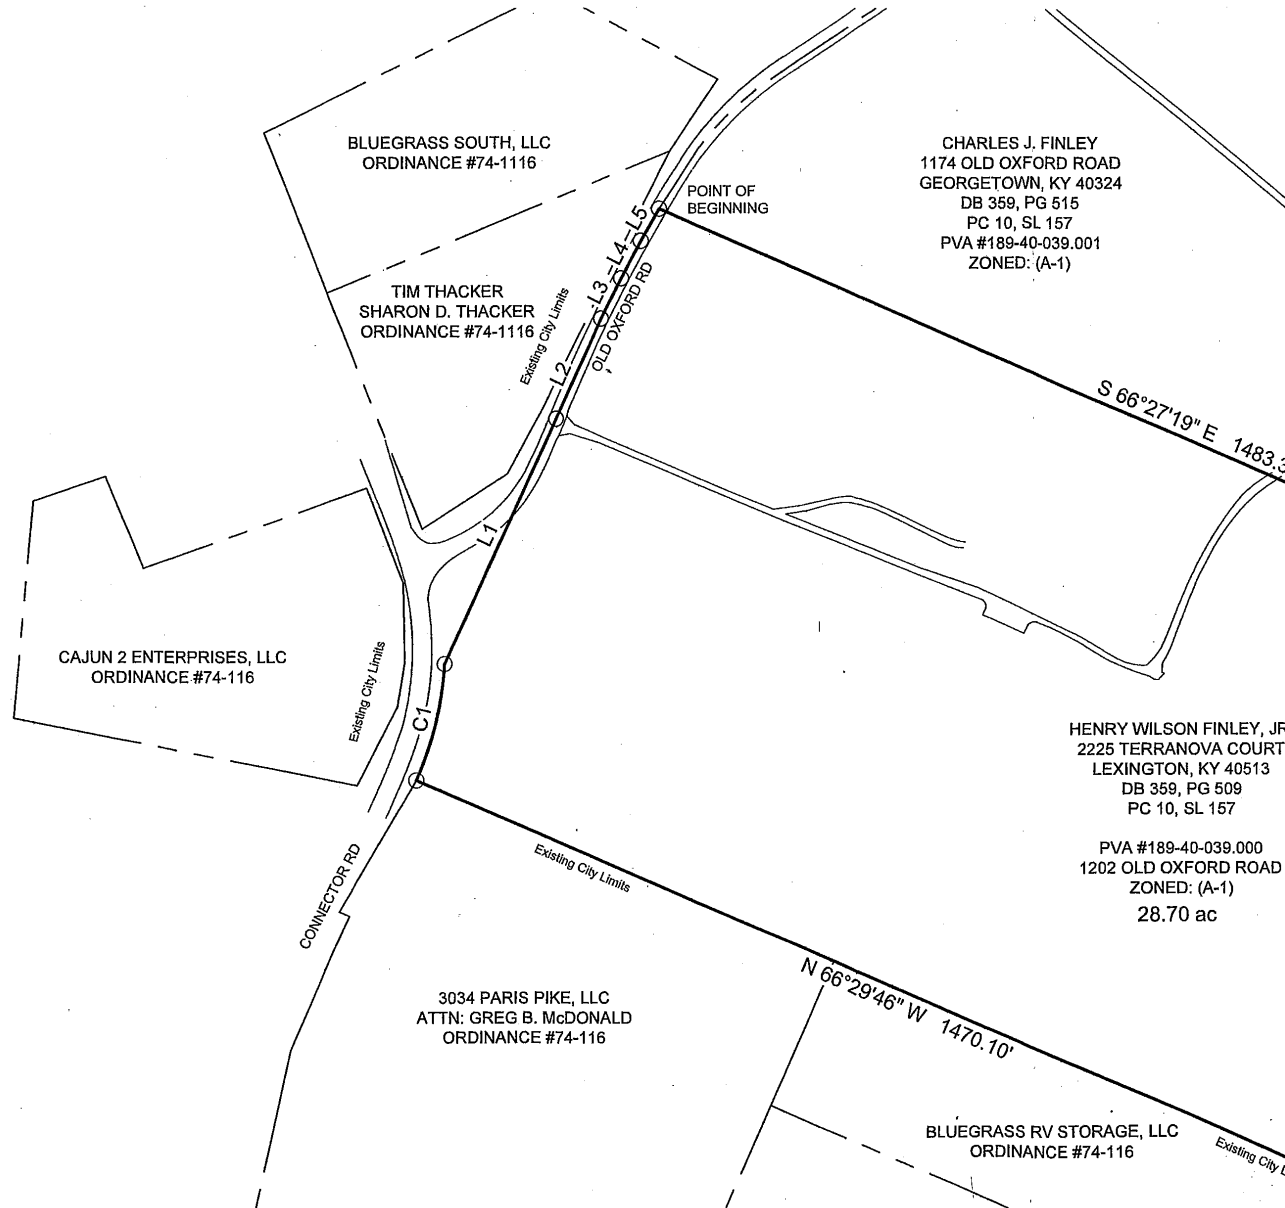 BLUEGRASS SOUTH, LLC
ORDINANCE #74-1116
CHARLES J. FINLEY
1174 OLD OXFORD ROAD
GEORGETOWN, KY 40324
DB 359, PG 515
PC 10, SL 157
PVA #189-40-039.001
ZONED: (A-1)
POINT OF
BEGINNING
L5
L4
L3
L2
L1
C1
TIM THACKER
SHARON D. THACKER
ORDINANCE #74-1116
Existing City Limits
OLD OXFORD RD
S 66°27'19" E 1483.3
CAJUN 2 ENTERPRISES, LLC
ORDINANCE #74-116
Existing City Limits
HENRY WILSON FINLEY, JR
2225 TERRANOVA COURT
LEXINGTON, KY 40513
DB 359, PG 509
PC 10, SL 157
PVA #189-40-039.000
1202 OLD OXFORD ROAD
ZONED: (A-1)
28.70 ac
Existing City Limits
CONNECTOR RD
N 66°29'46" W 1470.10'
3034 PARIS PIKE, LLC
ATTN: GREG B. McDONALD
ORDINANCE #74-116
BLUEGRASS RV STORAGE, LLC
ORDINANCE #74-116
Existing City L